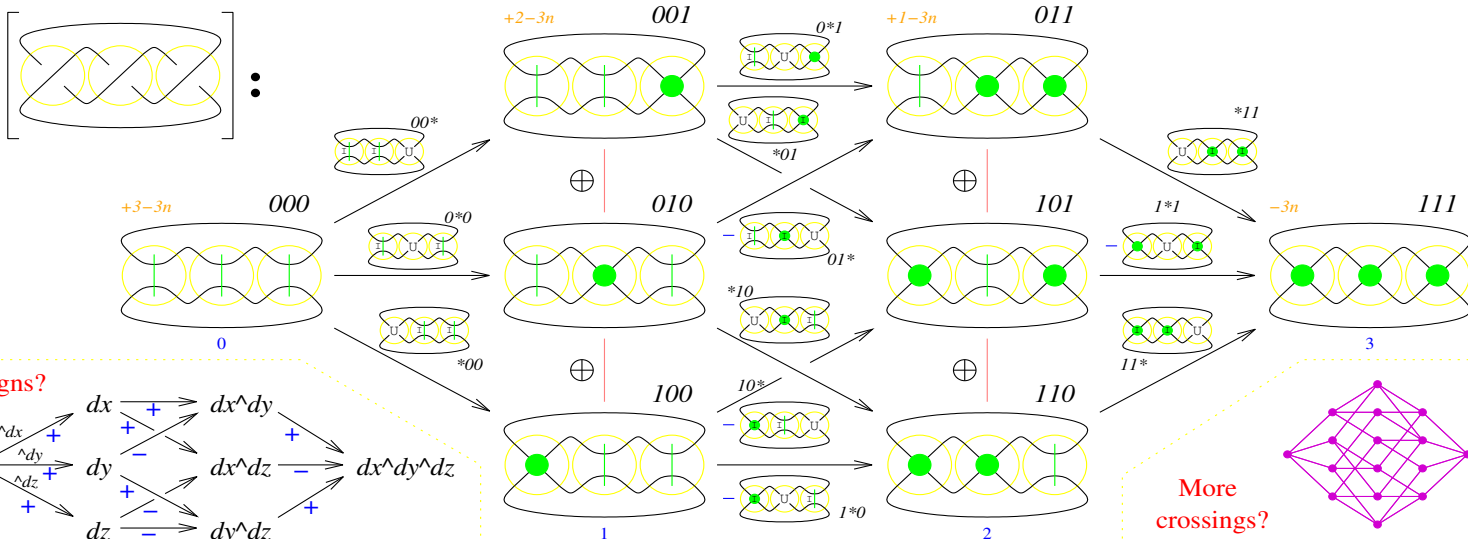 +2−3n 001 0*1 +1−3n 011
I U
:
00* U I I *11
I I U *01 U I I
⊕ ⊕
+3−3n 000 0*0 010 − I I U 101 1*1 −3n 111
I U I 01* − U I
*10
U I I U I I I I U
0 *00 11* 3
⊕ ⊕
igns? 100 10* 110
dx + dx^dy − I I U
^dx + + +
^dy + dy − dx^dz − dx^dy^dz More
^dz + + − + − I U I crossings?
dz − dy^dz 1 1*0 2